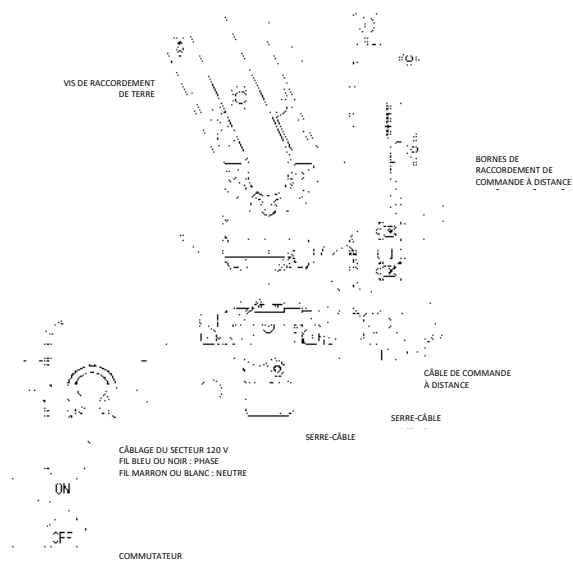 VIS DE RACCORDEMENT
DE TERRE
BORNES DE
RACCORDEMENT DE
COMMANDE À DISTANCE
CÂBLE DE COMMANDE
À DISTANCE
SERRE-CÂBLE
SERRE-CÂBLE
CÂBLAGE DU SECTEUR 120 V
FIL BLEU OU NOIR : PHASE
FIL MARRON OU BLANC : NEUTRE
ON
OFF
COMMUTATEUR